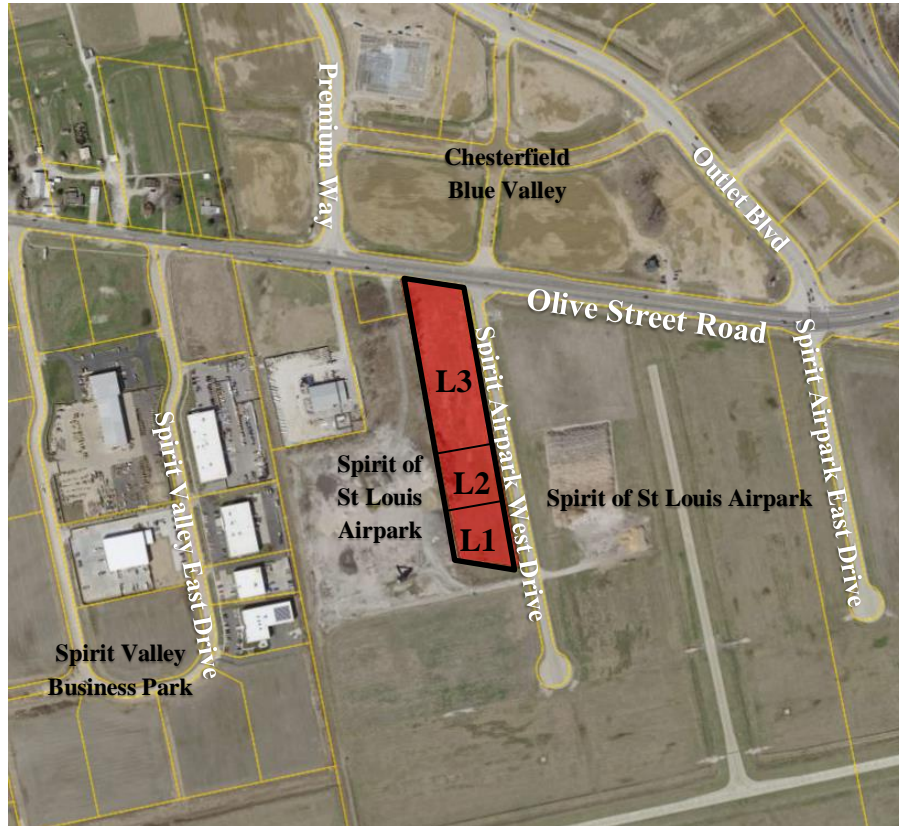 Premium Way
Chesterfield
Blue Valley
Outlet Blvd
Olive Street Road
L3
L2
L1
Spirit Airpark West Drive
Spirit Airpark East Drive
Spirit Valley East Drive
Spirit of
St Louis
Airpark
Spirit of St Louis Airpark
Spirit Valley
Business Park